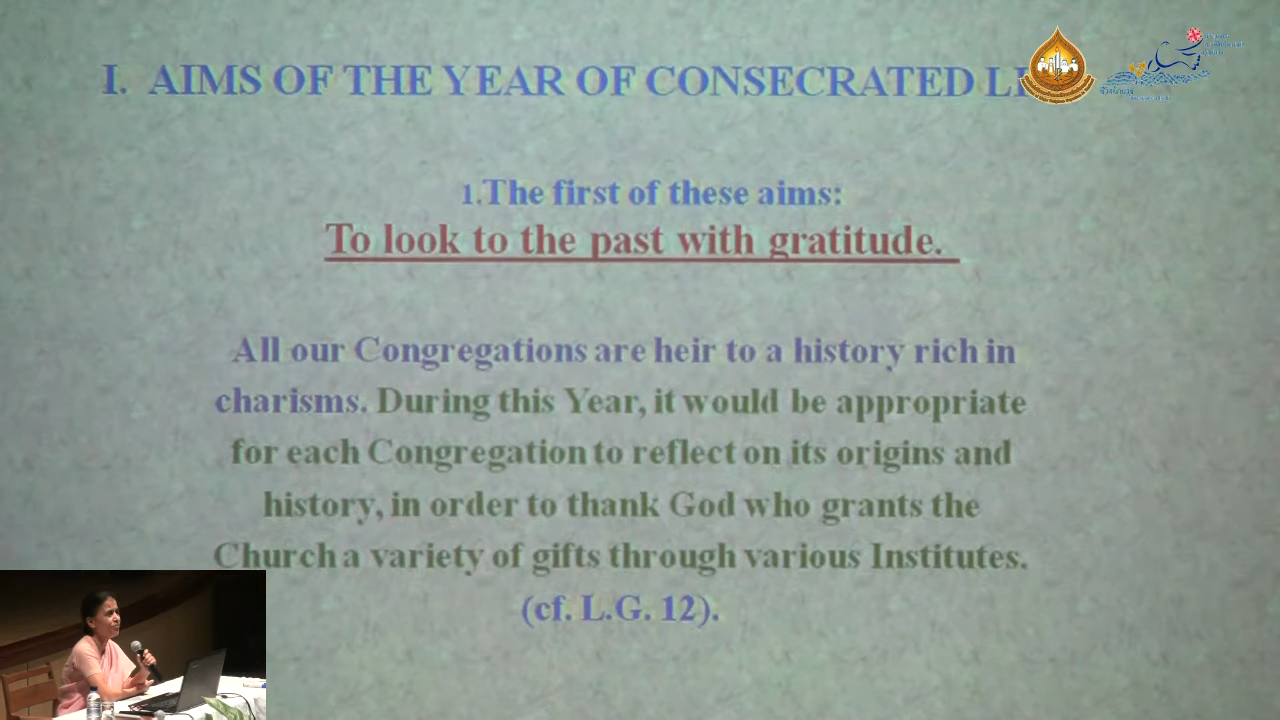 I. AIMS OF THE YEAR OF CONSECRATED
1.The first of these aims:
To look to the past with gratitude.
All our Congregations are heir to a history rich in
charisms. During this Year, it would be appropriate
for each Congregation to reflect on its origins and
history, in order to thank God who grants the
Church a variety of gifts through various Institutes.
(cf. L.G. 12).